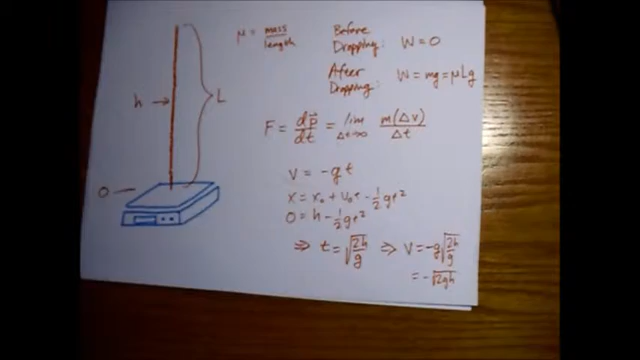 μ = mass/length
Before Dropping: W = 0
After Dropping: W = mg = μLg
h →
L
0 —
F = dp⃗/dt = lim Δt→0 m(Δv)/Δt
v = -gt
x = x₀ + v₀t - ½gt²
0 = h - ½gt²
⇒ t = √(2h/g) ⇒ v = -g√(2h/g)
= -√(2gh)